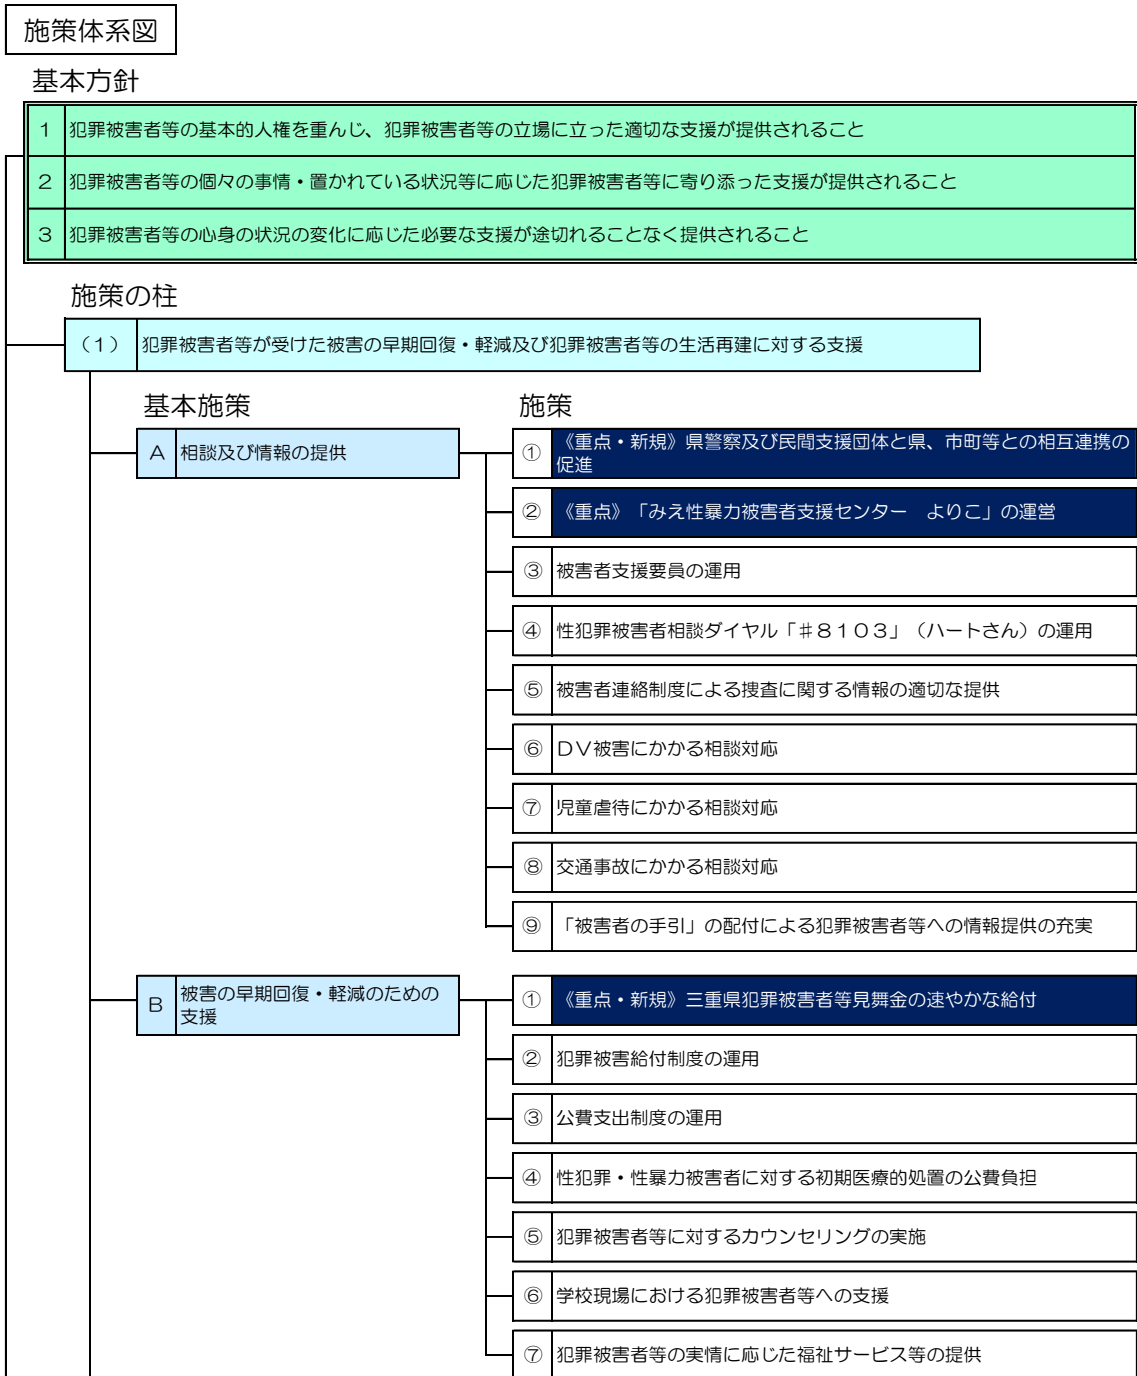 施策体系図
基本方針
1 犯罪被害者等の基本的人権を重んじ、犯罪被害者等の立場に立った適切な支援が提供されること
2 犯罪被害者等の個々の事情・置かれている状況等に応じた犯罪被害者等に寄り添った支援が提供されること
3 犯罪被害者等の心身の状況の変化に応じた必要な支援が途切れることなく提供されること
施策の柱
（1） 犯罪被害者等が受けた被害の早期回復・軽減及び犯罪被害者等の生活再建に対する支援
基本施策 施策
A 相談及び情報の提供
① 《重点・新規》県警察及び民間支援団体と県、市町等との相互連携の
促進
② 《重点》「みえ性暴力被害者支援センター　よりこ」の運営
③ 被害者支援要員の運用
④ 性犯罪被害者相談ダイヤル「＃８１０３」（ハートさん）の運用
⑤ 被害者連絡制度による捜査に関する情報の適切な提供
⑥ ＤＶ被害にかかる相談対応
⑦ 児童虐待にかかる相談対応
⑧ 交通事故にかかる相談対応
⑨ 「被害者の手引」の配付による犯罪被害者等への情報提供の充実
B 被害の早期回復・軽減のための
支援
① 《重点・新規》三重県犯罪被害者等見舞金の速やかな給付
② 犯罪被害給付制度の運用
③ 公費支出制度の運用
④ 性犯罪・性暴力被害者に対する初期医療的処置の公費負担
⑤ 犯罪被害者等に対するカウンセリングの実施
⑥ 学校現場における犯罪被害者等への支援
⑦ 犯罪被害者等の実情に応じた福祉サービス等の提供